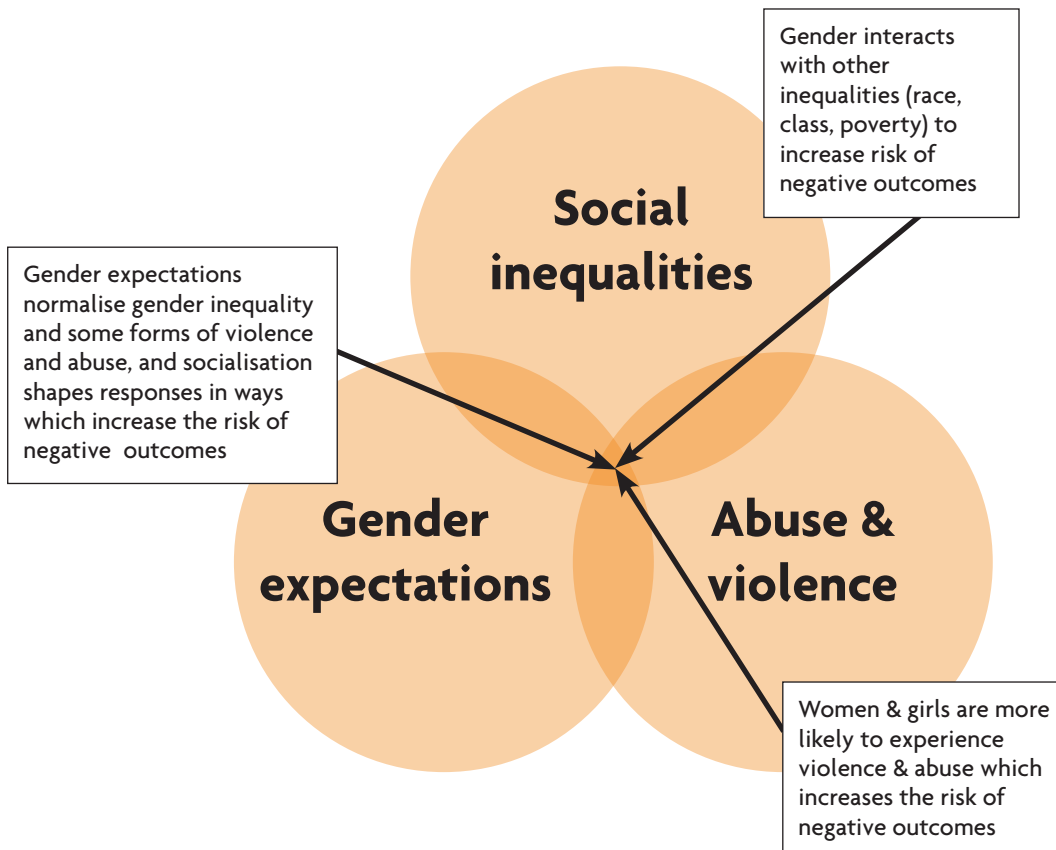 Gender interacts
with other
inequalities (race,
class, poverty) to
increase risk of
negative outcomes
Social
inequalities
Gender expectations
normalise gender inequality
and some forms of violence
and abuse, and socialisation
shapes responses in ways
which increase the risk of
negative outcomes
Gender
expectations
Abuse &
violence
Women & girls are more
likely to experience
violence & abuse which
increases the risk of
negative outcomes